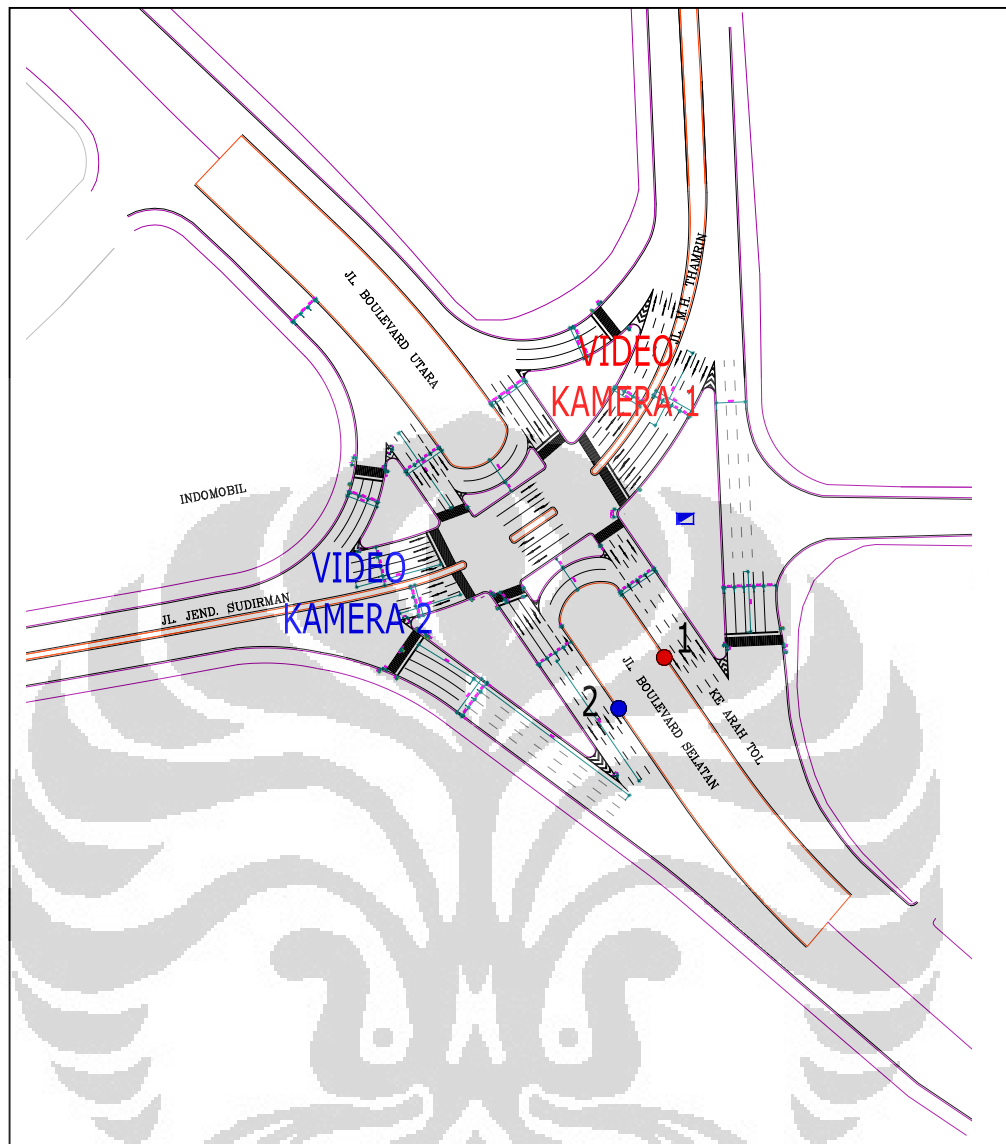 JL. BOULEVARD UTARA
JL. M.H. THAMRIN
VIDEO
KAMERA 1
INDOMOBIL
VIDEO
KAMERA 2
JL. JEND. SUDIRMAN
1
2
JL. BOULEVARD SELATAN
KE ARAH TOL